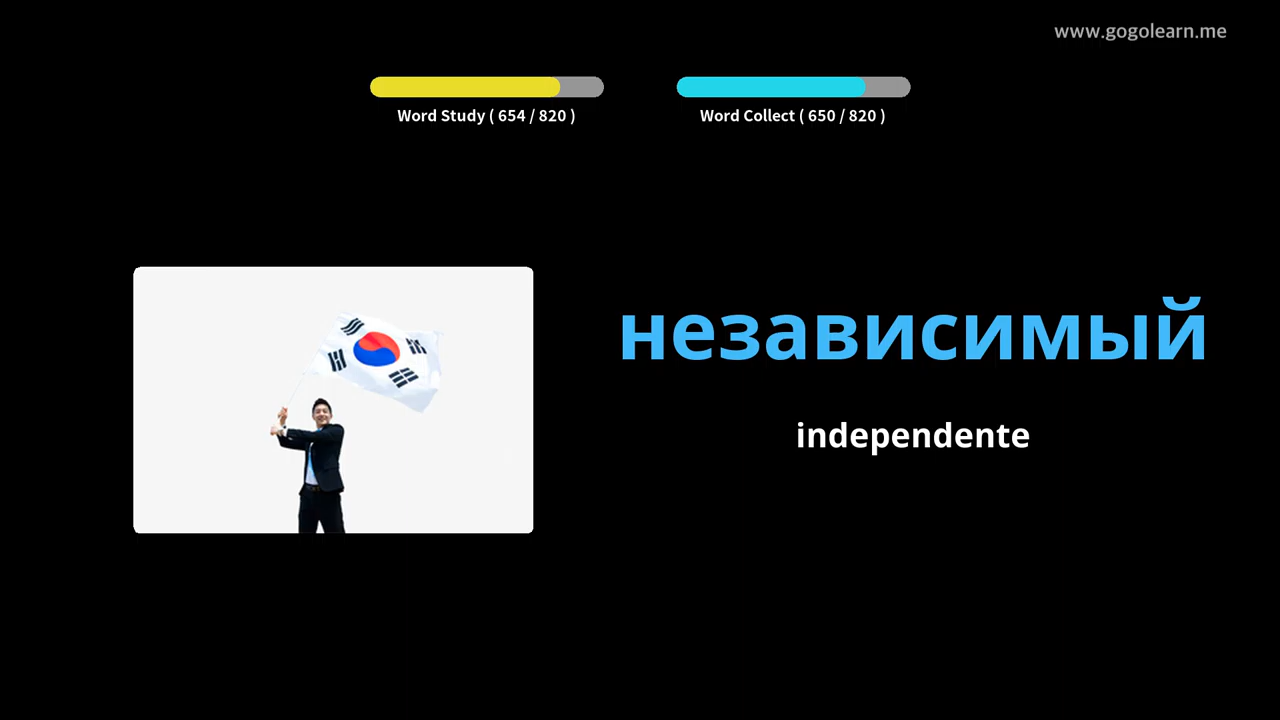 www.gogolearn.me
Word Study ( 654 / 820 )
Word Collect ( 650 / 820 )
независимый
independente